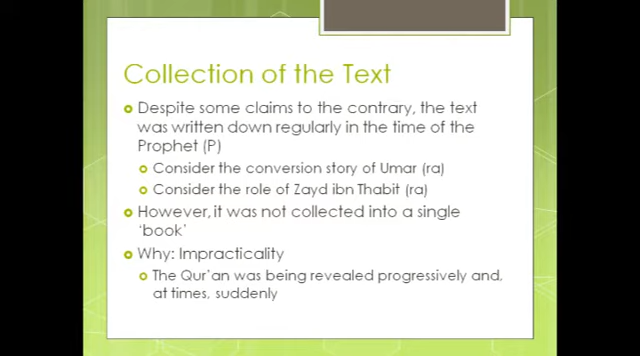 Collection of the Text
Despite some claims to the contrary, the text
was written down regularly in the time of the
Prophet (P)
Consider the conversion story of Umar (ra)
Consider the role of Zayd ibn Thabit (ra)
However, it was not collected into a single
‘book’
Why: Impracticality
The Qur’an was being revealed progressively and,
at times, suddenly